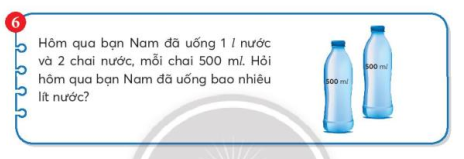 6
Hôm qua bạn Nam đã uống 1 l nước
và 2 chai nước, mỗi chai 500 ml. Hỏi
hôm qua bạn Nam đã uống bao nhiêu
lít nước?
500 ml
500 ml